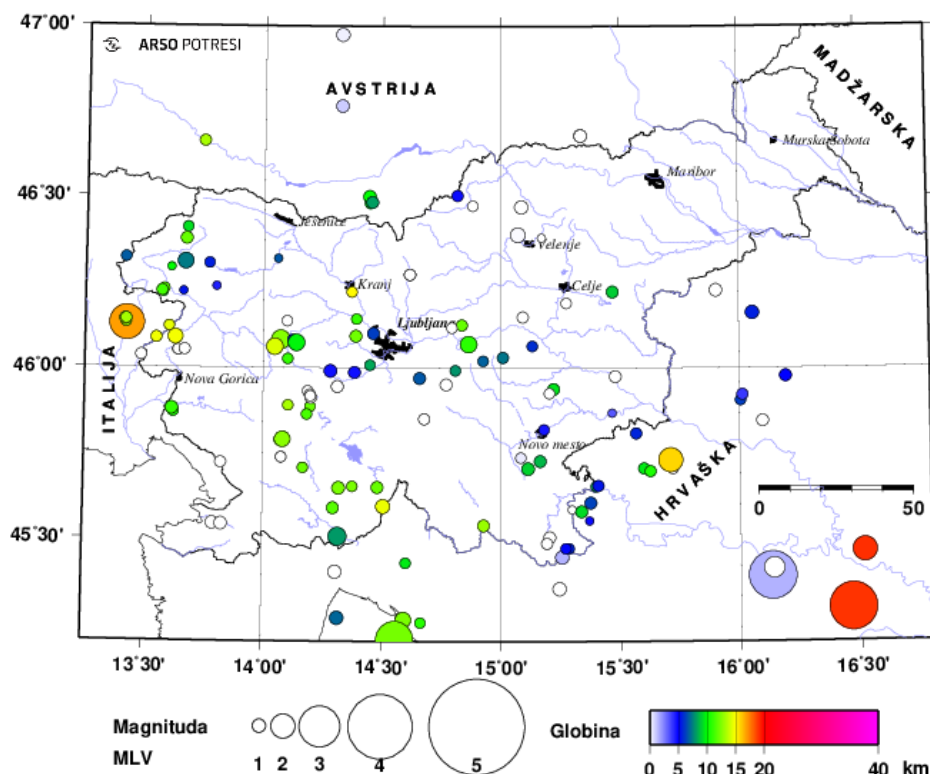 47°00'
ARSO POTRESI
AVSTRIJA
MADŽARSKA
Murska Sobota
Maribor
46°30'
Jesenice
Velenje
Kranj
Celje
Ljubljana
46°00'
ITALIJA
Nova Gorica
Novo mesto
HRVAŠKA
0 50
45°30'
13°30' 14°00' 14°30' 15°00' 15°30' 16°00' 16°30'
Magnituda
MLV
1 2 3 4 5
Globina
0 5 10 15 20 40 km